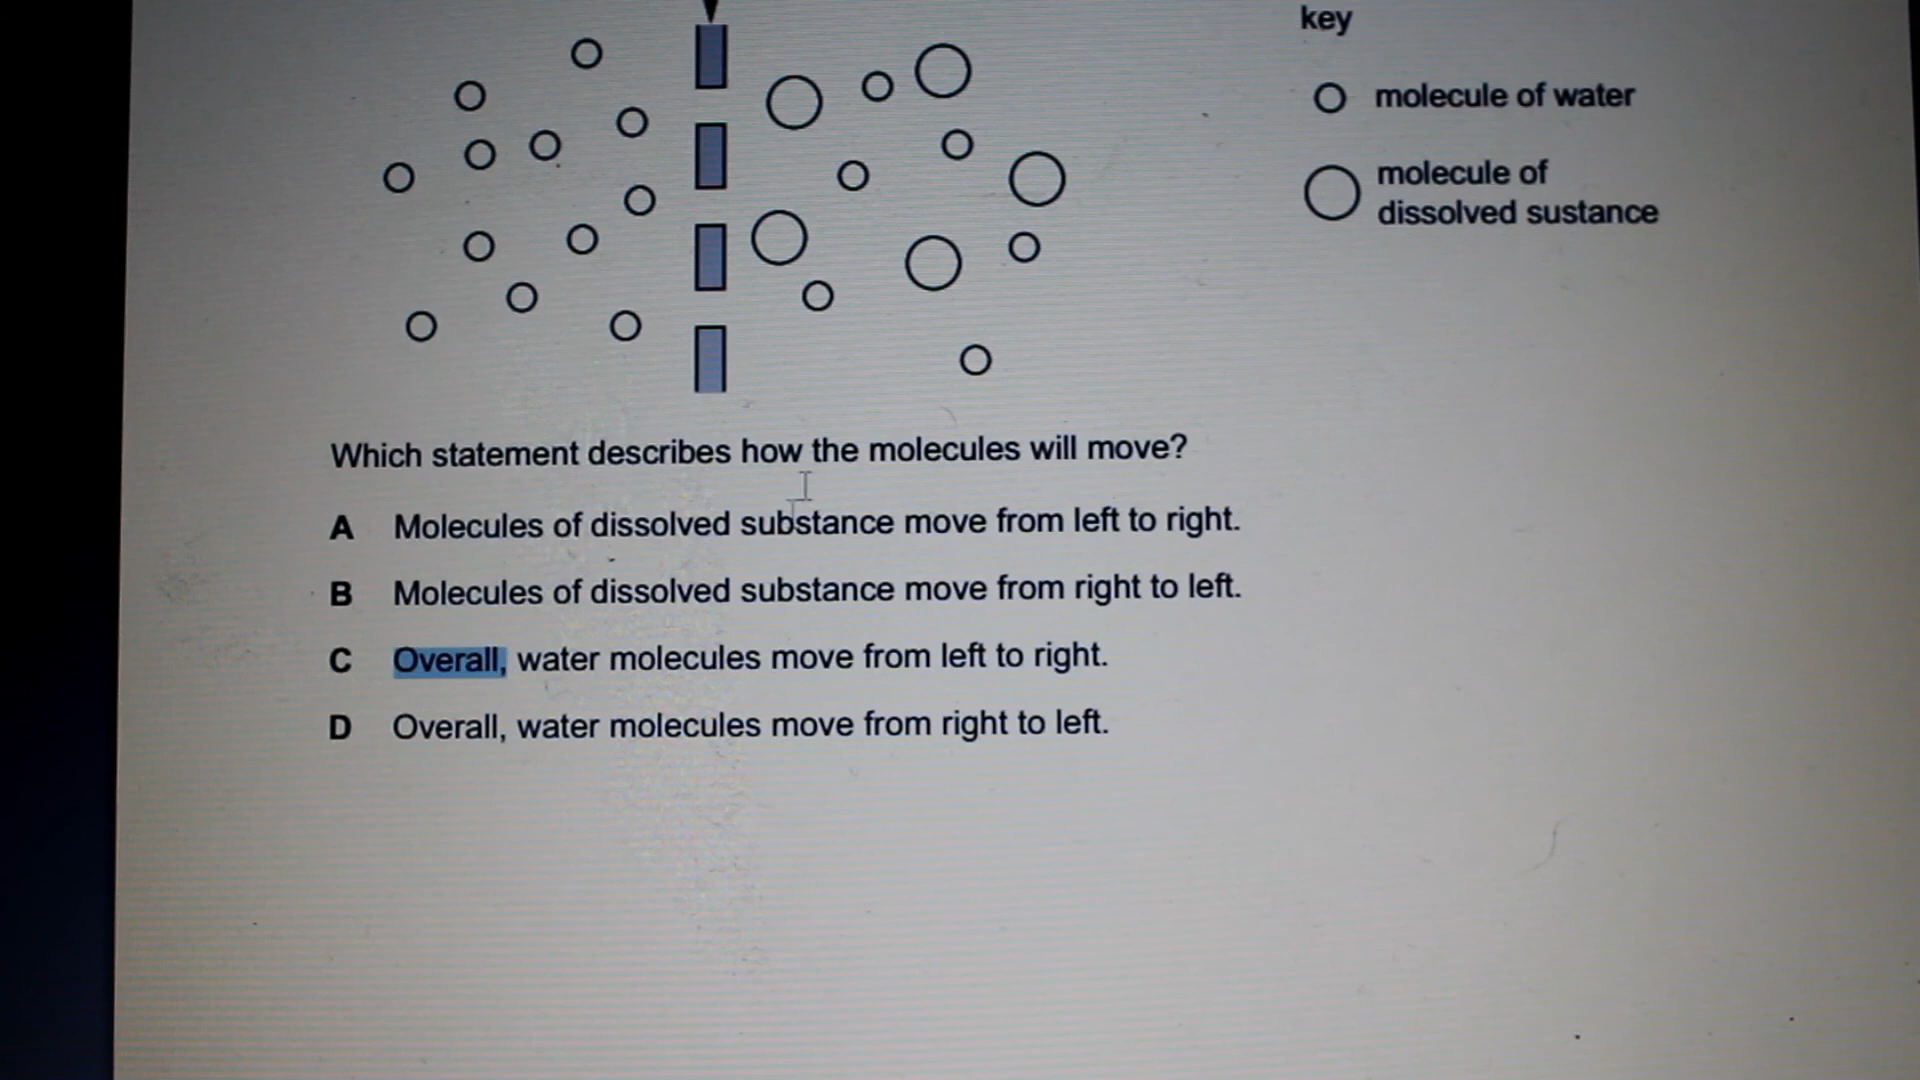 key
molecule of water
molecule of
dissolved sustance
Which statement describes how the molecules will move?
A Molecules of dissolved substance move from left to right.
B Molecules of dissolved substance move from right to left.
C Overall, water molecules move from left to right.
D Overall, water molecules move from right to left.